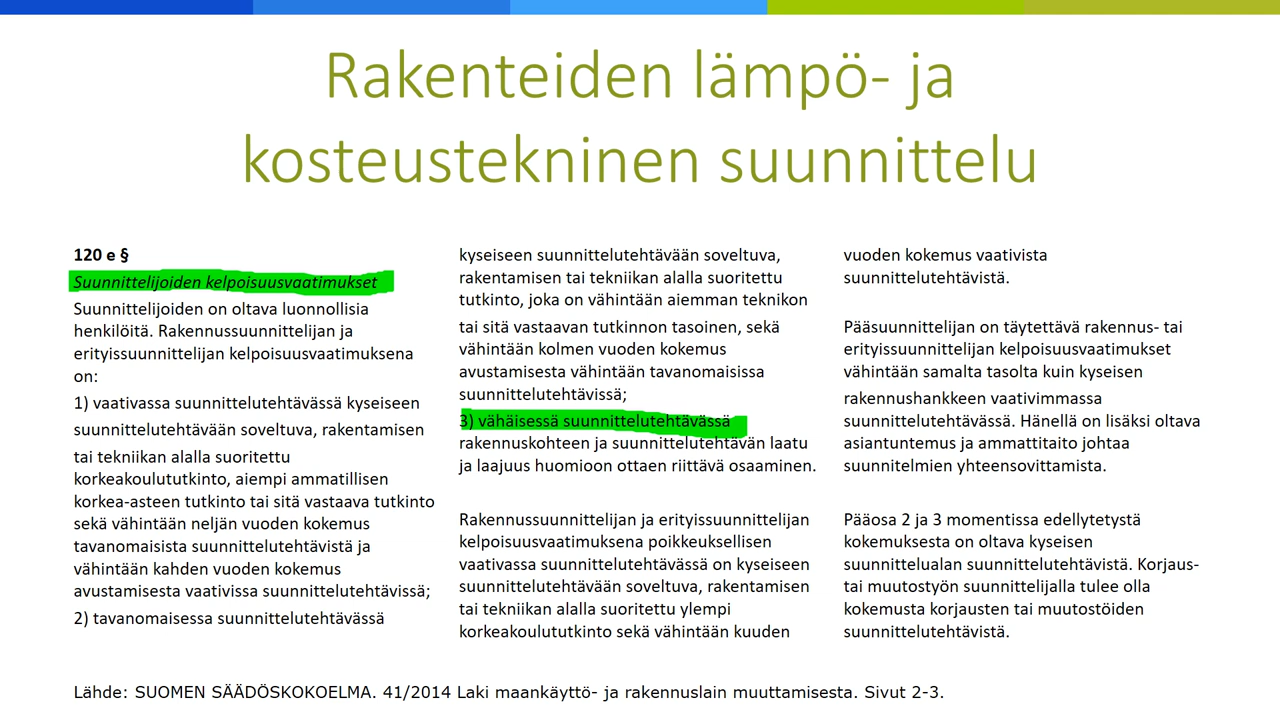 Rakenteiden lämpö- ja
kosteustekninen suunnittelu
120 e §
Suunnittelijoiden kelpoisuusvaatimukset
Suunnittelijoiden on oltava luonnollisia
henkilöitä. Rakennussuunnittelijan ja
erityissuunnittelijan kelpoisuusvaatimuksena
on:
1) vaativassa suunnittelutehtävässä kyseiseen
suunnittelutehtävään soveltuva, rakentamisen
tai tekniikan alalla suoritettu
korkeakoulututkinto, aiempi ammatillisen
korkea-asteen tutkinto tai sitä vastaava tutkinto
sekä vähintään neljän vuoden kokemus
tavanomaisista suunnittelutehtävistä ja
vähintään kahden vuoden kokemus
avustamisesta vaativissa suunnittelutehtävissä;
2) tavanomaisessa suunnittelutehtävässä
kyseiseen suunnittelutehtävään soveltuva,
rakentamisen tai tekniikan alalla suoritettu
tutkinto, joka on vähintään aiemman teknikon
tai sitä vastaavan tutkinnon tasoinen, sekä
vähintään kolmen vuoden kokemus
avustamisesta vähintään tavanomaisissa
suunnittelutehtävissä;
3) vähäisessä suunnittelutehtävässä
rakennuskohteen ja suunnittelutehtävän laatu
ja laajuus huomioon ottaen riittävä osaaminen.
Rakennussuunnittelijan ja erityissuunnittelijan
kelpoisuusvaatimuksena poikkeuksellisen
vaativassa suunnittelutehtävässä on kyseiseen
suunnittelutehtävään soveltuva, rakentamisen
tai tekniikan alalla suoritettu ylempi
korkeakoulututkinto sekä vähintään kuuden
vuoden kokemus vaativista
suunnittelutehtävistä.
Pääsuunnittelijan on täytettävä rakennus- tai
erityissuunnittelijan kelpoisuusvaatimukset
vähintään samalta tasolta kuin kyseisen
rakennushankkeen vaativimmassa
suunnittelutehtävässä. Hänellä on lisäksi oltava
asiantuntemus ja ammattitaito johtaa
suunnitelmien yhteensovittamista.
Pääosa 2 ja 3 momentissa edellytetystä
kokemuksesta on oltava kyseisen
suunnittelualan suunnittelutehtävistä. Korjaus-
tai muutostyön suunnittelijalla tulee olla
kokemusta korjausten tai muutostöiden
suunnittelutehtävistä.
Lähde: SUOMEN SÄÄDÖSKOKOELMA. 41/2014 Laki maankäyttö- ja rakennuslain muuttamisesta. Sivut 2-3.